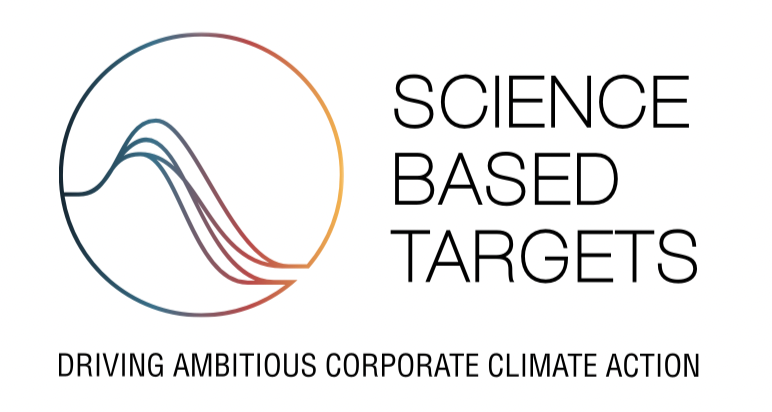 SCIENCE
BASED
TARGETS
DRIVING AMBITIOUS CORPORATE CLIMATE ACTION